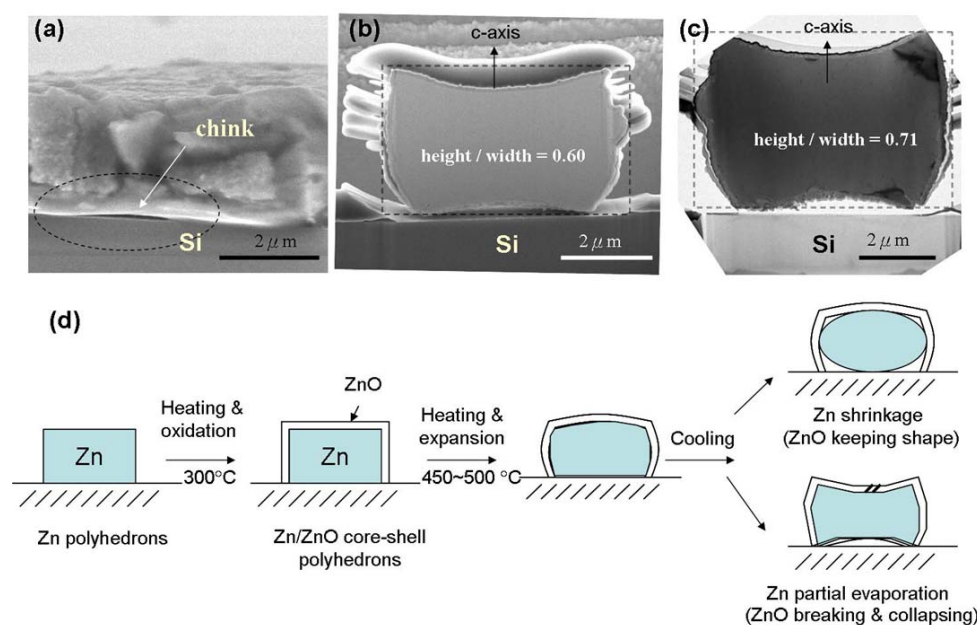 (a)
chink
Si
2 μm
(b)
c-axis
height / width = 0.60
Si
2 μm
(c)
c-axis
height / width = 0.71
Si
2 μm
(d)
Zn
Zn polyhedrons
Heating &
oxidation
300°C
ZnO
Zn
Zn/ZnO core-shell
polyhedrons
Heating &
expansion
450~500 °C
Cooling
Zn shrinkage
(ZnO keeping shape)
Zn partial evaporation
(ZnO breaking & collapsing)